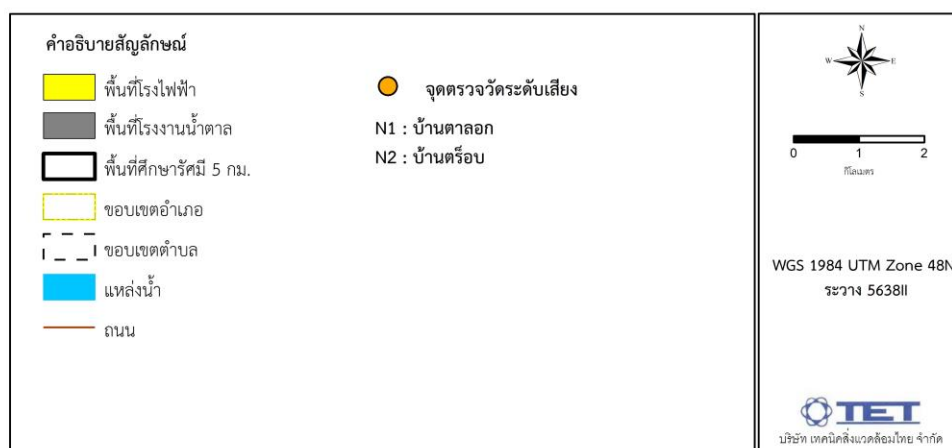 คำอธิบายสัญลักษณ์
พื้นที่โรงไฟฟ้า
พื้นที่โรงงานน้ำตาล
พื้นที่ศึกษารัศมี 5 กม.
ขอบเขตอำเภอ
ขอบเขตตำบล
แหล่งน้ำ
ถนน
จุดตรวจวัดระดับเสียง
N1 : บ้านตาลอก
N2 : บ้านตร็อบ
N
W E
S
0 1 2
กิโลเมตร
WGS 1984 UTM Zone 48N
ระวาง 5638II
TET
บริษัท เทคนิคสิ่งแวดล้อมไทย จำกัด